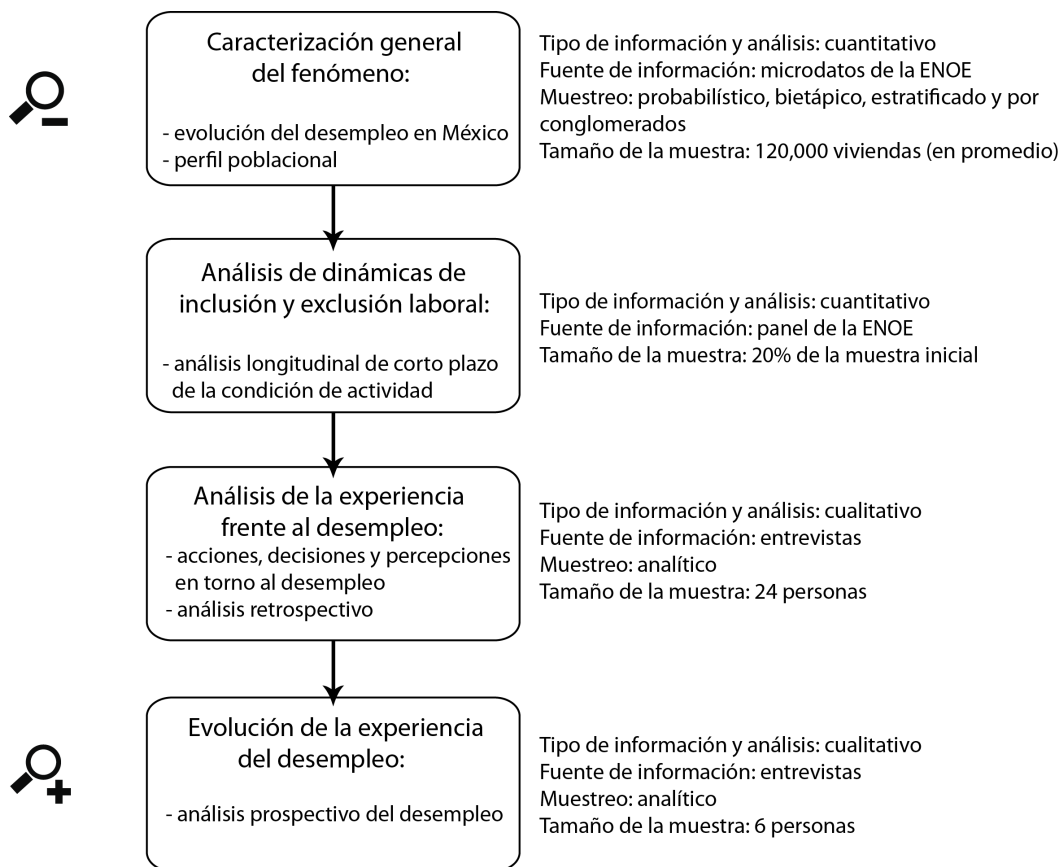 Caracterización general
del fenómeno:
- evolución del desempleo en México
- perfil poblacional
Tipo de información y análisis: cuantitativo
Fuente de información: microdatos de la ENOE
Muestreo: probabilístico, bietápico, estratificado y por
conglomerados
Tamaño de la muestra: 120,000 viviendas (en promedio)
Análisis de dinámicas de
inclusión y exclusión laboral:
- análisis longitudinal de corto plazo
de la condición de actividad
Tipo de información y análisis: cuantitativo
Fuente de información: panel de la ENOE
Tamaño de la muestra: 20% de la muestra inicial
Análisis de la experiencia
frente al desempleo:
- acciones, decisiones y percepciones
en torno al desempleo
- análisis retrospectivo
Tipo de información y análisis: cualitativo
Fuente de información: entrevistas
Muestreo: analítico
Tamaño de la muestra: 24 personas
Evolución de la experiencia
del desempleo:
- análisis prospectivo del desempleo
Tipo de información y análisis: cualitativo
Fuente de información: entrevistas
Muestreo: analítico
Tamaño de la muestra: 6 personas